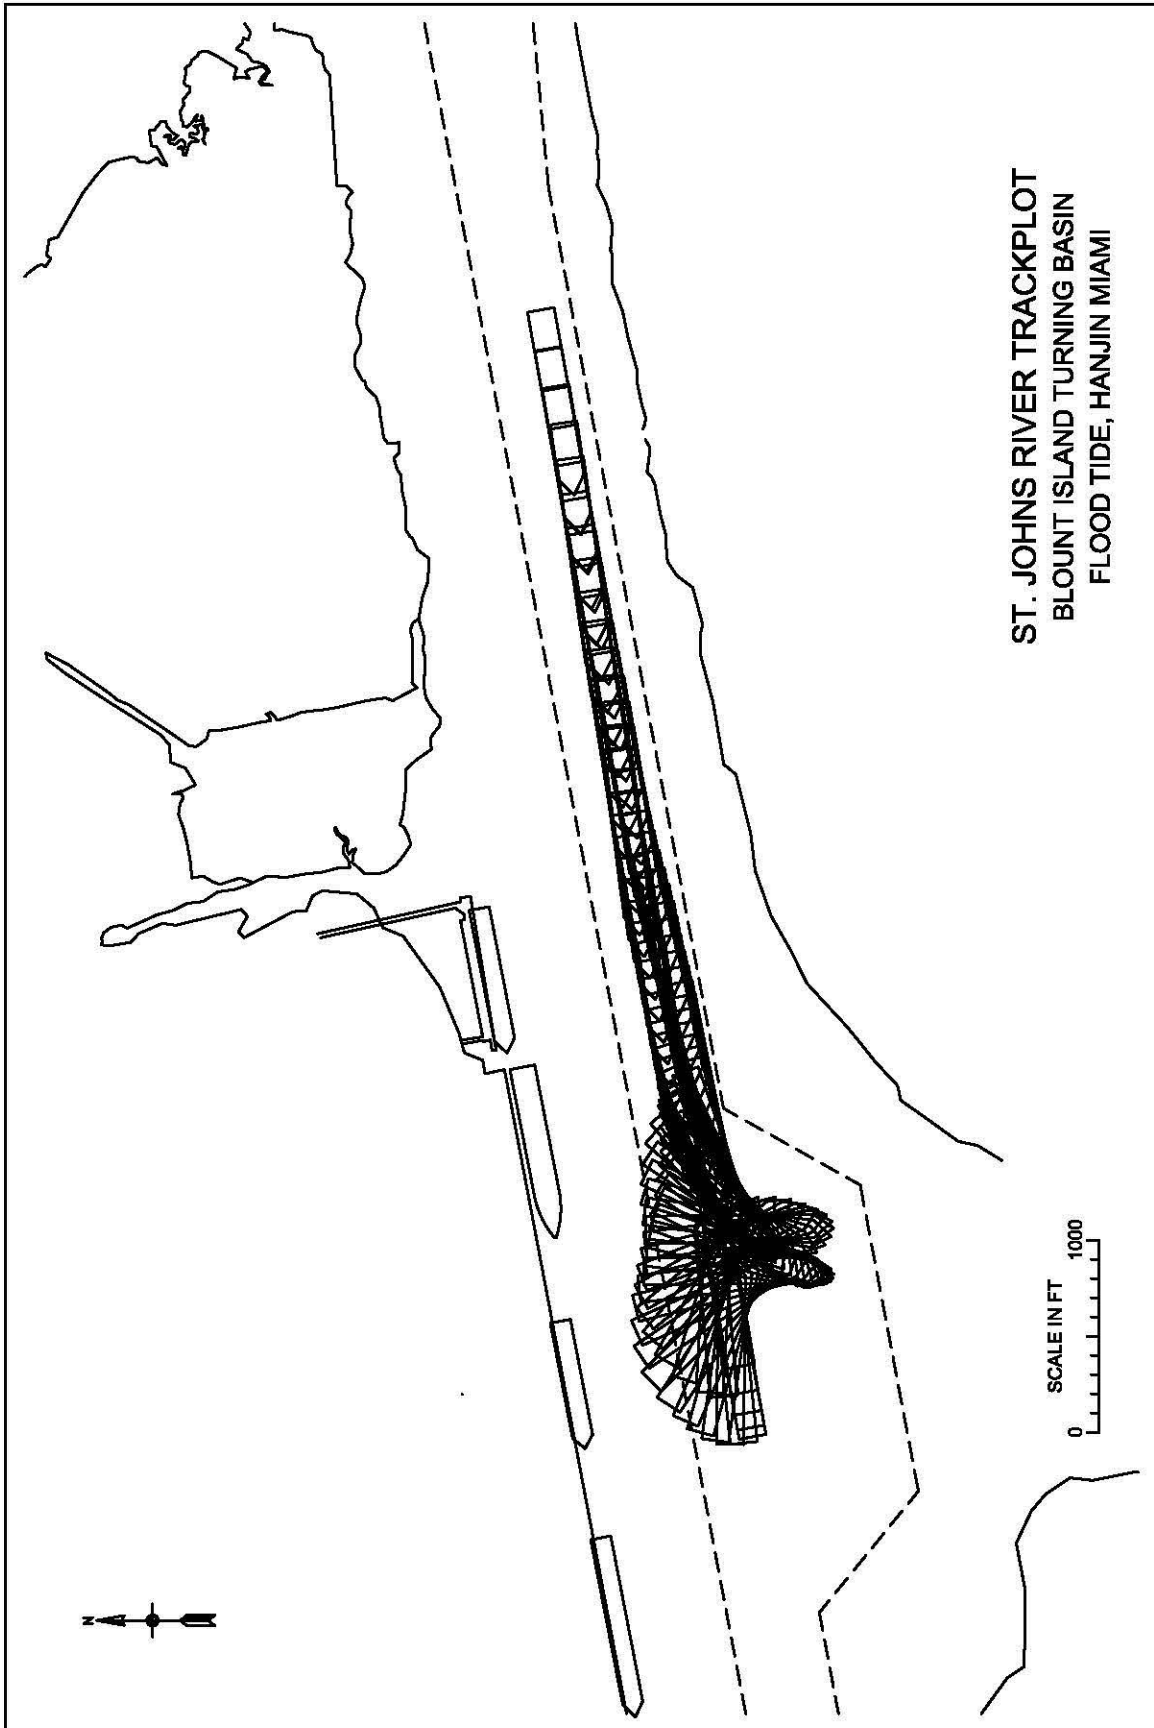 N
ST. JOHNS RIVER TRACKPLOT
BLOUNT ISLAND TURNING BASIN
FLOOD TIDE, HANJIN MIAMI
SCALE IN FT
0 1000